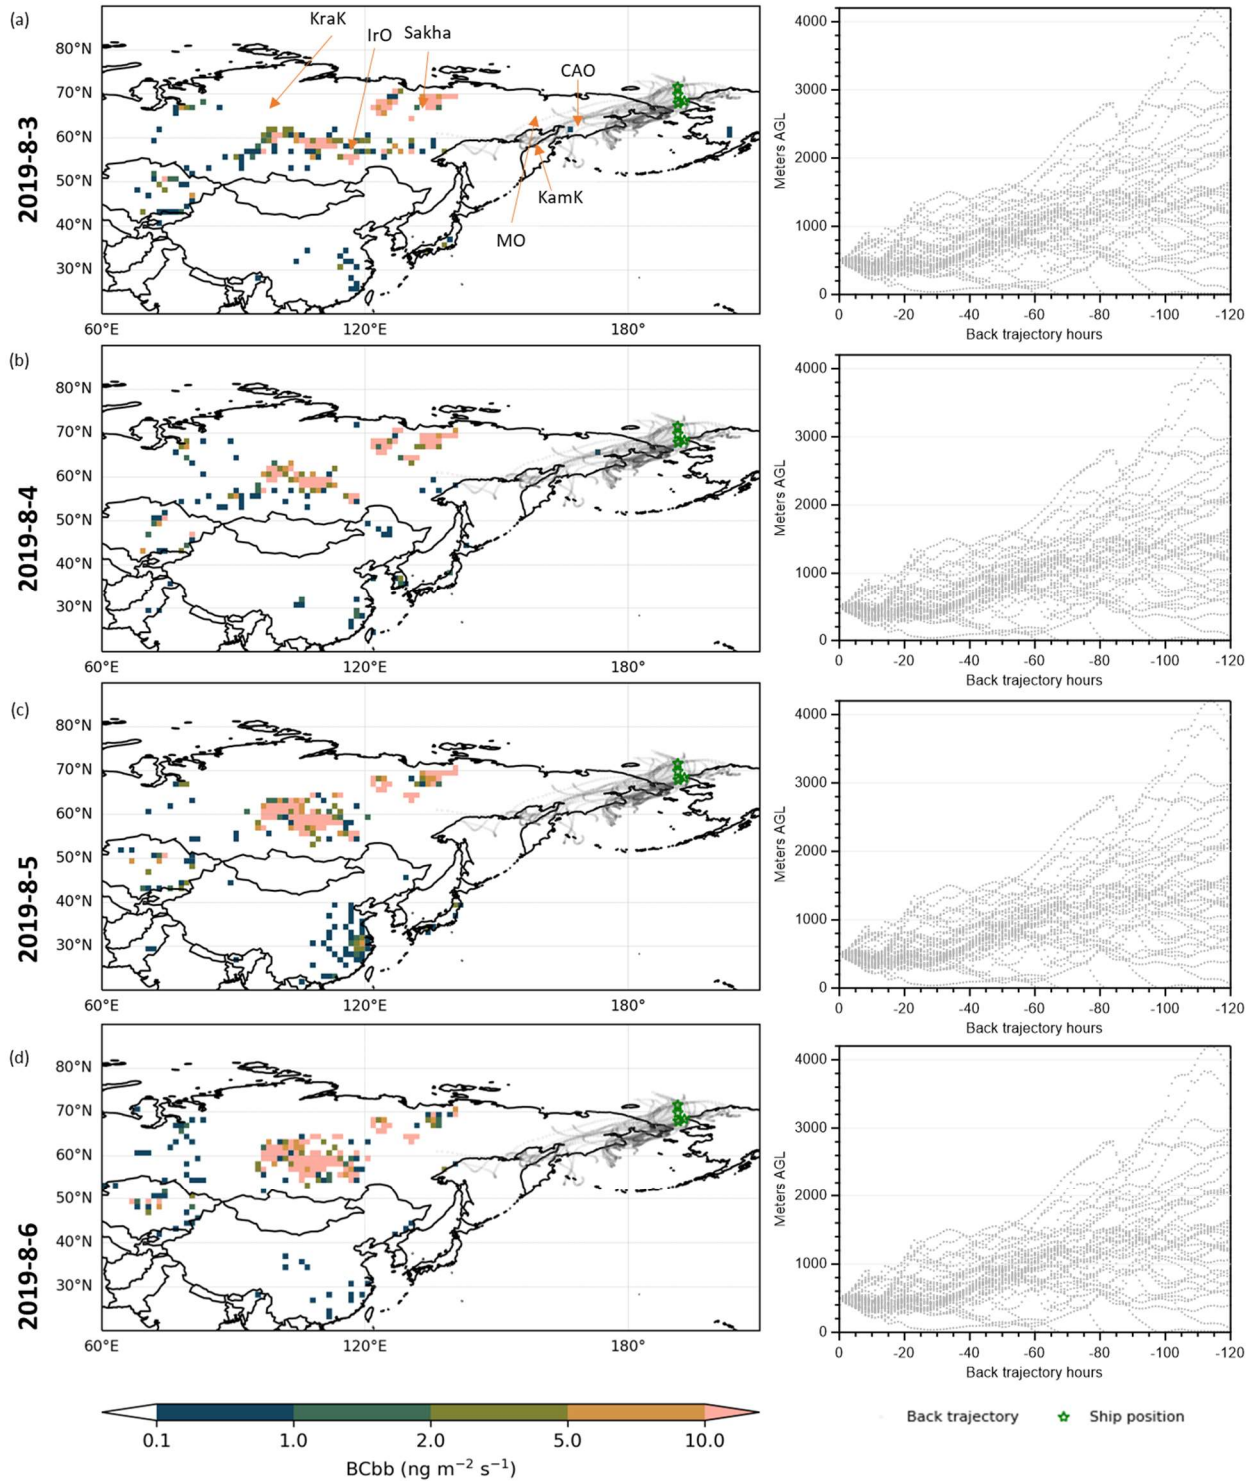 (a)
2019-8-3
KraK
IrO
Sakha
CAO
KamK
MO
80°N
70°N
60°N
50°N
40°N
30°N
60°E
120°E
180°
Meters AGL
4000
3000
2000
1000
0
0 -20 -40 -60 -80 -100 -120
Back trajectory hours
(b)
2019-8-4
80°N
70°N
60°N
50°N
40°N
30°N
60°E
120°E
180°
Meters AGL
4000
3000
2000
1000
0
0 -20 -40 -60 -80 -100 -120
Back trajectory hours
(c)
2019-8-5
80°N
70°N
60°N
50°N
40°N
30°N
60°E
120°E
180°
Meters AGL
4000
3000
2000
1000
0
0 -20 -40 -60 -80 -100 -120
Back trajectory hours
(d)
2019-8-6
80°N
70°N
60°N
50°N
40°N
30°N
60°E
120°E
180°
Meters AGL
4000
3000
2000
1000
0
0 -20 -40 -60 -80 -100 -120
Back trajectory hours
0.1 1.0 2.0 5.0 10.0
BCbb (ng m⁻² s⁻¹)
Back trajectory
Ship position